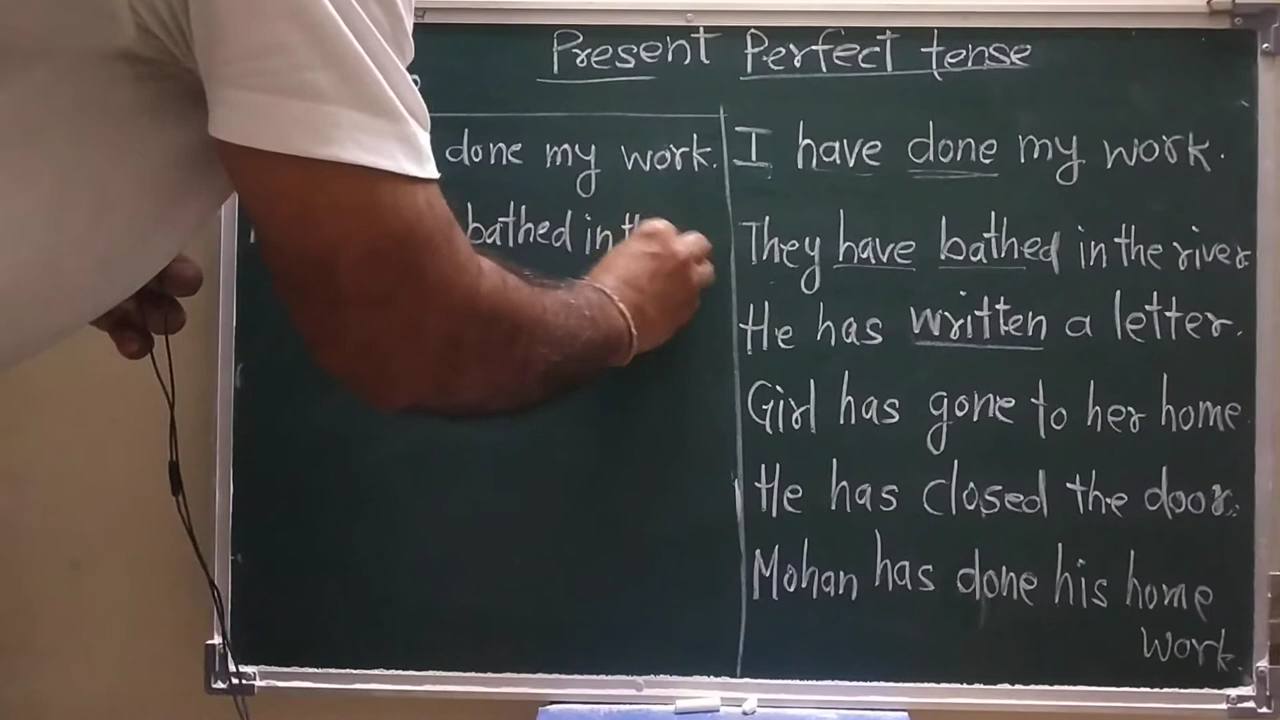 Present Perfect tense
done my work.
bathed in
I have done my work.
They have bathed in the river
He has written a letter.
Girl has gone to her home.
He has closed the door.
Mohan has done his home
work.